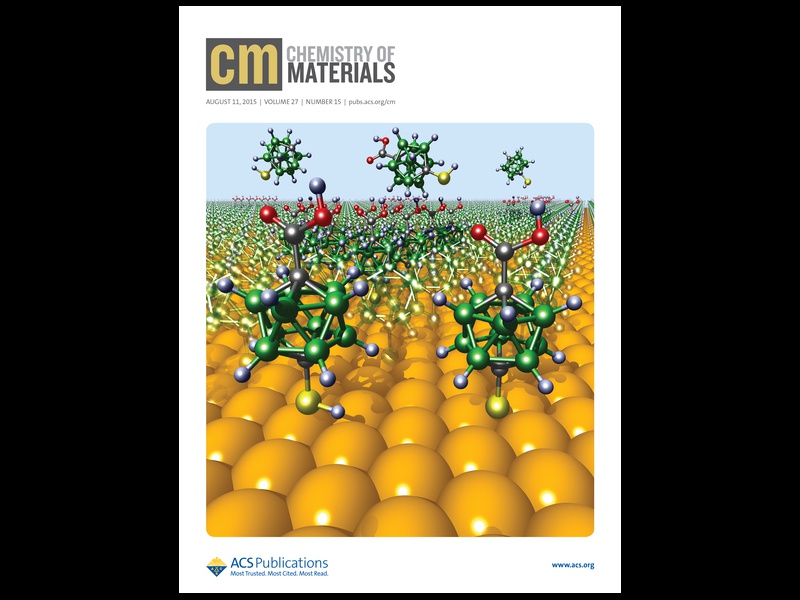 cm CHEMISTRY OF
MATERIALS
AUGUST 11, 2015 | VOLUME 27 | NUMBER 15 | pubs.acs.org/cm
ACS Publications
Most Trusted. Most Cited. Most Read.
www.acs.org